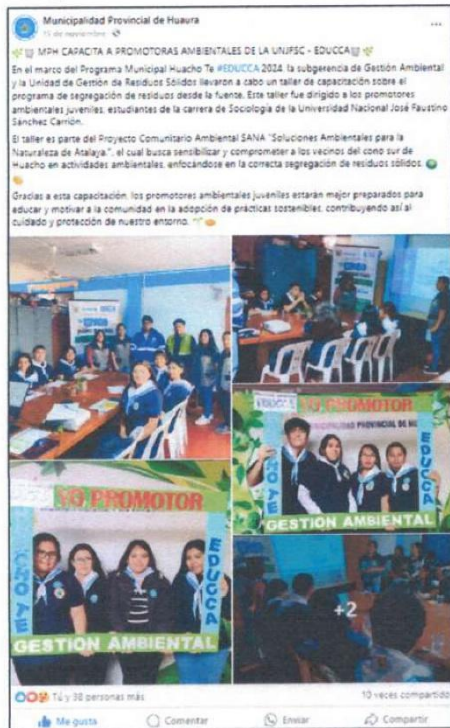 Municipalidad Provincial de Huaura
15 de noviembre
MPH CAPACITA A PROMOTORAS AMBIENTALES DE LA UNJFSC - EDUCCA
En el marco del Programa Municipal Huacho Te #EDUCCA 2024, la subgerencia de Gestión Ambiental
y la Unidad de Gestión de Residuos Sólidos llevaron a cabo un taller de capacitación sobre el
programa de segregación de residuos desde la fuente. Este taller fue dirigido a los promotores
ambientales juveniles, estudiantes de la carrera de Sociología de la Universidad Nacional José Faustino
Sánchez Carrión.
El taller es parte del Proyecto Comunitario Ambiental SANA "Soluciones Ambientales para la
Naturaleza de Atalaya.", el cual busca sensibilizar y comprometer a los vecinos del cono sur de
Huacho en actividades ambientales, enfocándose en la correcta segregación de residuos sólidos.
Gracias a esta capacitación, los promotores ambientales juveniles estarán mejor preparados para
educar y motivar a la comunidad en la adopción de prácticas sostenibles, contribuyendo así al
cuidado y protección de nuestro entorno.
EDUCCA
YO PROMOTOR
MUNICIPALIDAD PROVINCIAL DE HU
EDUCCA
GESTIÓN AMBIENTAL
YO PROMOTOR
EDUCCA
GESTIÓN AMBIENTAL
+2
Tú y 38 personas más
10 veces compartido
Me gusta
Comentar
Enviar
Compartir